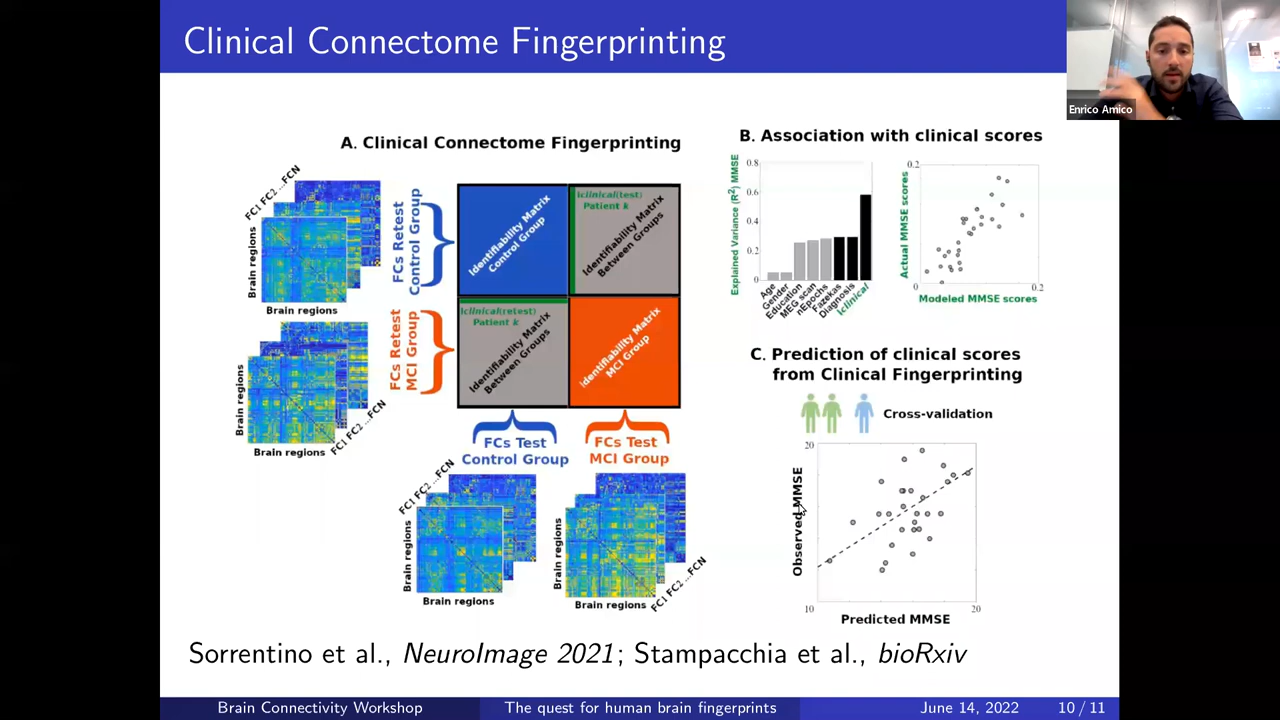 Clinical Connectome Fingerprinting
Enrico Amico
A. Clinical Connectome Fingerprinting
FC1 FC2 ...FCN
Brain regions
Brain regions
FCs Retest
Control Group
Identifiability Matrix
Control Group
Iclinical(test)
Patient k
Identifiability Matrix
Between Groups
Brain regions
Brain regions
FC1 FC2 ...FCN
FCs Retest
MCI Group
Iclinical(retest)
Patient k
Identifiability Matrix
Between Groups
Identifiability Matrix
MCI Group
FCs Test
Control Group
FCs Test
MCI Group
FC1 FC2 ...FCN
Brain regions
Brain regions
Brain regions
Brain regions
FC1 FC2 ...FCN
B. Association with clinical scores
Explained Variance (R²) MMSE
0.8
0.6
0.4
0.2
0
Age
Gender
Education
MEG scan
nEpochs
Fazekas
Diagnosis
Iclinical
Actual MMSE scores
0.2
0
0.2
Modeled MMSE scores
C. Prediction of clinical scores
from Clinical Fingerprinting
Cross-validation
Observed MMSE
20
10
20
Predicted MMSE
Sorrentino et al., NeuroImage 2021; Stampacchia et al., bioRxiv
Brain Connectivity Workshop
The quest for human brain fingerprints
June 14, 2022
10 / 11